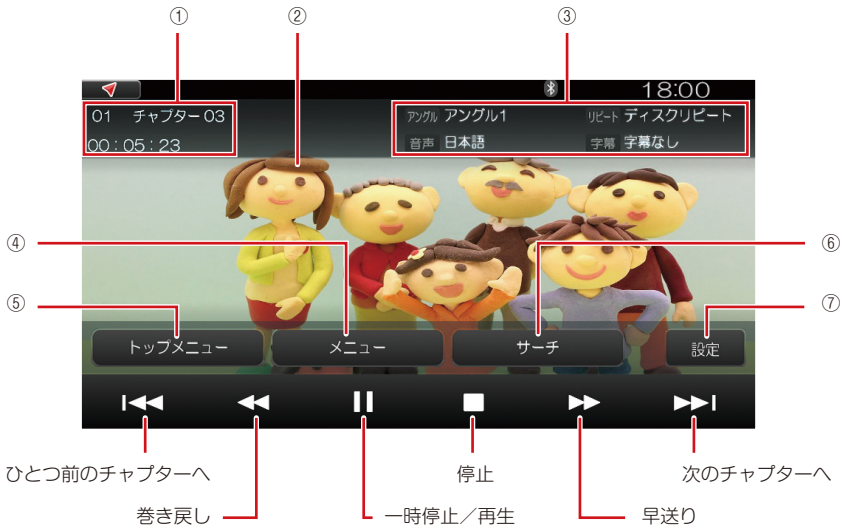 ① ② ③
18:00
01 チャプター 03
00:05:23
アングル アングル1 リピート ディスクリピート
音声 日本語 字幕 字幕なし
④ ⑥
⑤ ⑦
トップメニュー メニュー サーチ 設定
ひとつ前のチャプターへ 停止 次のチャプターへ
巻き戻し 一時停止／再生 早送り